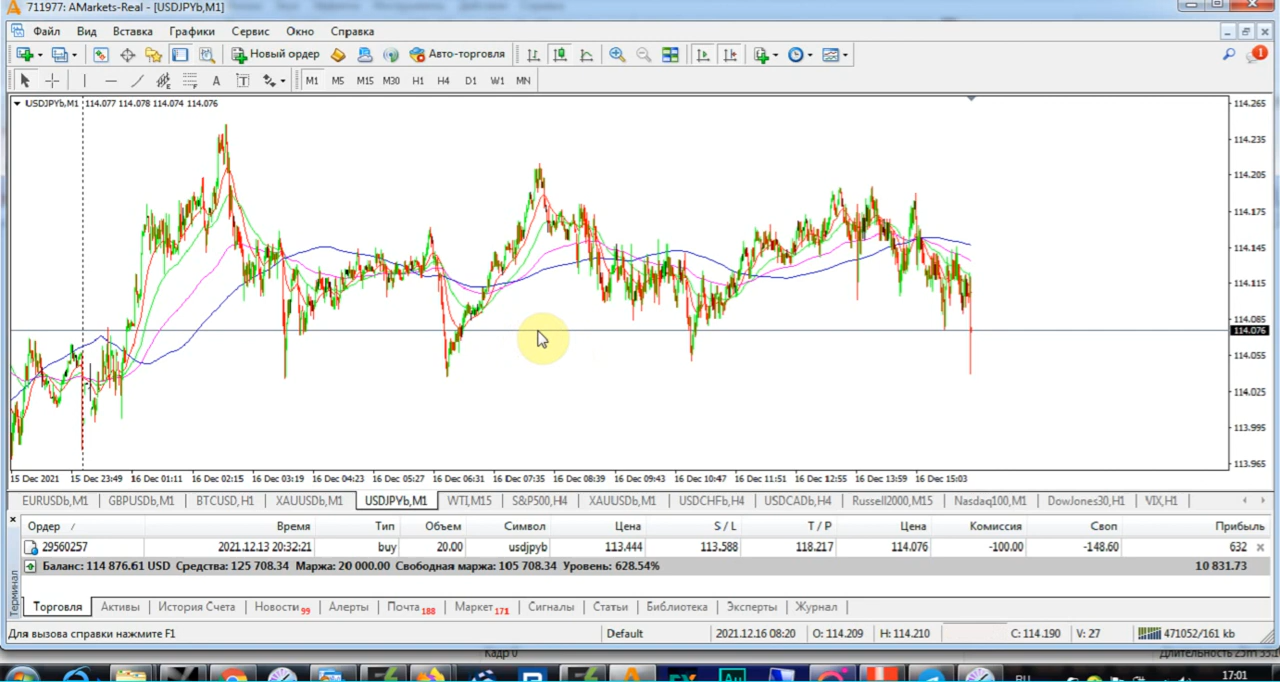 711977: AMarkets-Real - [USDJPYb,M1]
Файл Вид Вставка Графики Сервис Окно Справка
Новый ордер Авто-торговля
1
A T M1 M5 M15 M30 H1 H4 D1 W1 MN
USDJPYb,M1 114.077 114.078 114.074 114.076
114.265
114.235
114.205
114.175
114.145
114.115
114.085
114.076
114.055
114.025
113.995
113.965
15 Dec 2021 15 Dec 23:49 16 Dec 01:11 16 Dec 02:15 16 Dec 03:19 16 Dec 04:23 16 Dec 05:27 16 Dec 06:31 16 Dec 07:35 16 Dec 08:39 16 Dec 09:43 16 Dec 10:47 16 Dec 11:51 16 Dec 12:55 16 Dec 13:59 16 Dec 15:03
EURUSDb,M1 GBPUSDb,M1 BTCUSD,H1 XAUUSDb,M1 USDJPYb,M1 WTI,M15 S&P500,H4 XAUUSDb,M1 USDCHFb,H4 USDCADb,H4 Russell2000,M15 Nasdaq100,M1 DowJones30,H1 VIX,H1
Ордер / Время Тип Объем Символ Цена S / L T / P Цена Комиссия Своп Прибыль
29560257 2021.12.13 20:32:21 buy 20.00 usdjpyb 113.444 113.588 118.217 114.076 -100.00 -148.60 632
Баланс: 114 876.61 USD Средства: 125 708.34 Маржа: 20 000.00 Свободная маржа: 105 708.34 Уровень: 628.54% 10 831.73
Терминал
Торговля Активы История Счета Новости 99 Алерты Почта 188 Маркет 171 Сигналы Статьи Библиотека Эксперты Журнал
Для вызова справки нажмите F1 Default 2021.12.16 08:20 O: 114.209 H: 114.210 C: 114.190 V: 27 471052/161 kb
Кадр 0
Au RU 17:01